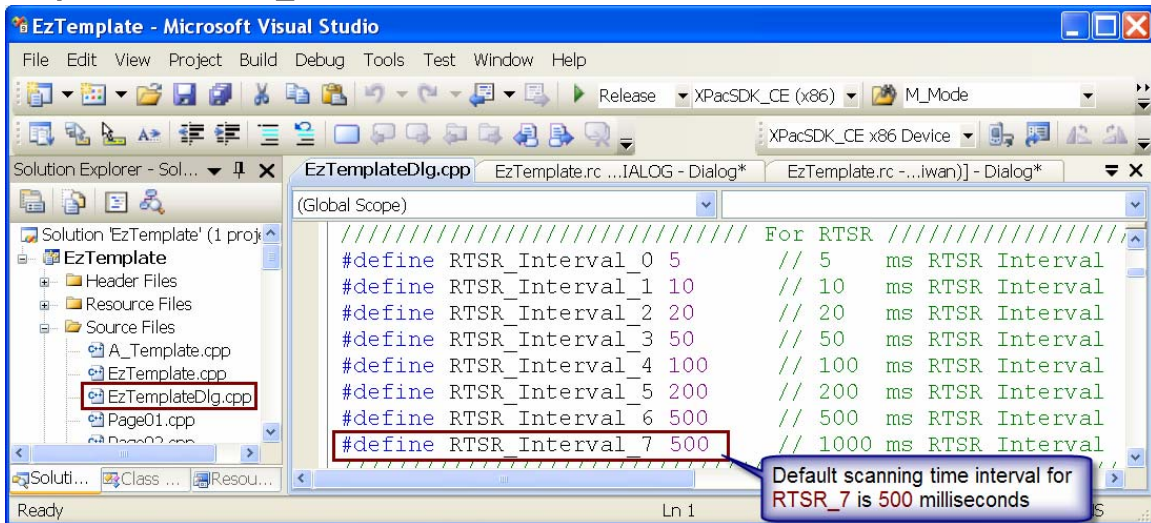 EzTemplate - Microsoft Visual Studio
File Edit View Project Build Debug Tools Test Window Help
Release XPacSDK_CE (x86) M_Mode
XPacSDK_CE x86 Device
Solution Explorer - Sol...
EzTemplateDlg.cpp EzTemplate.rc ...IALOG - Dialog* EzTemplate.rc -...iwan)] - Dialog*
(Global Scope)
Solution 'EzTemplate' (1 proje
EzTemplate
Header Files
Resource Files
Source Files
A_Template.cpp
EzTemplate.cpp
EzTemplateDlg.cpp
Page01.cpp
/////////////////////////////// For RTSR //////////////////
#define RTSR_Interval_0 5 // 5 ms RTSR Interval
#define RTSR_Interval_1 10 // 10 ms RTSR Interval
#define RTSR_Interval_2 20 // 20 ms RTSR Interval
#define RTSR_Interval_3 50 // 50 ms RTSR Interval
#define RTSR_Interval_4 100 // 100 ms RTSR Interval
#define RTSR_Interval_5 200 // 200 ms RTSR Interval
#define RTSR_Interval_6 500 // 500 ms RTSR Interval
#define RTSR_Interval_7 500 // 1000 ms RTSR Interval
Default scanning time interval for
RTSR_7 is 500 milliseconds
Soluti... Class ... Resou...
Ready Ln 1